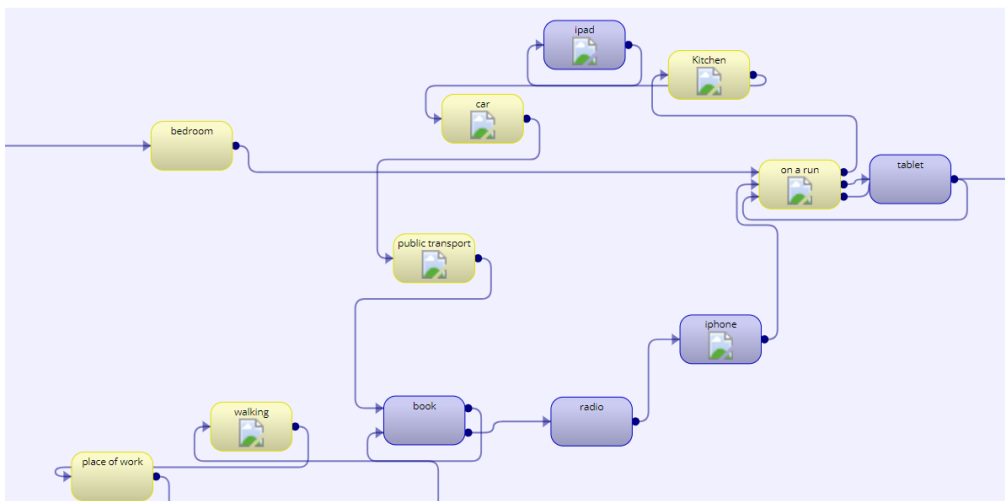 ipad
Kitchen
car
bedroom
tablet
on a run
public transport
iphone
book
radio
walking
place of work